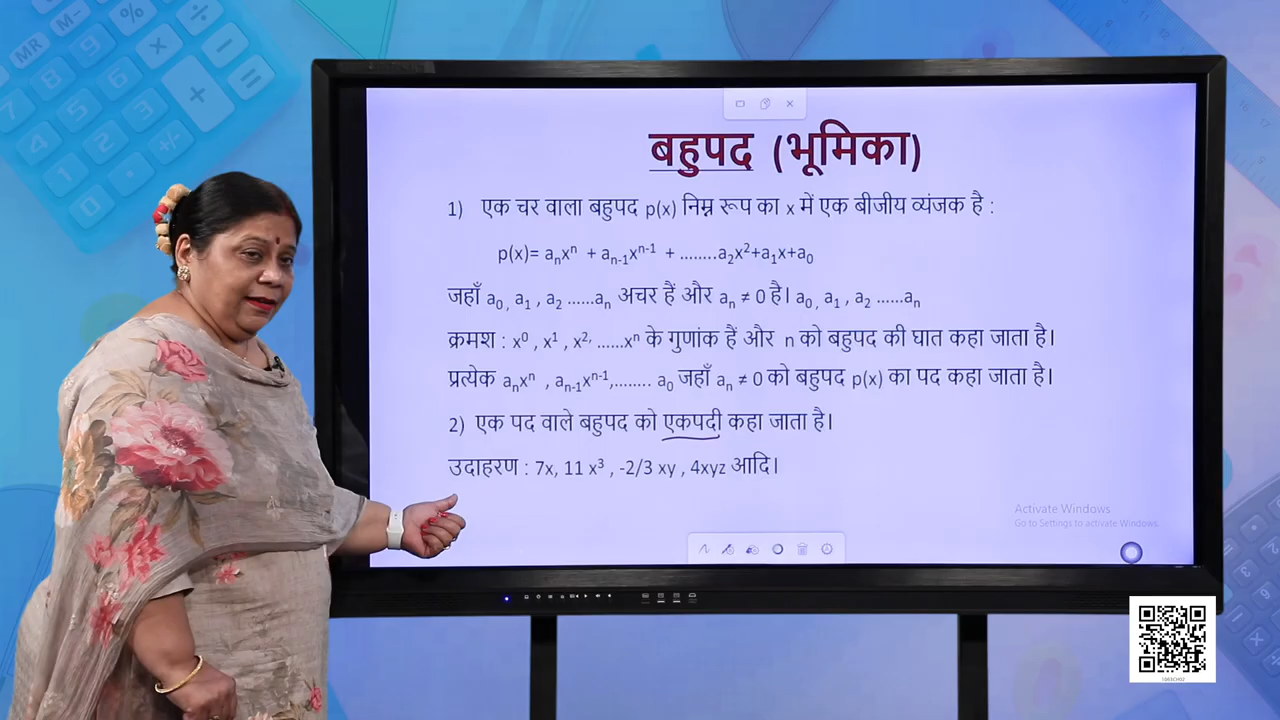 बहुपद (भूमिका)
1) एक चर वाला बहुपद p(x) निम्न रूप का x में एक बीजीय व्यंजक है :
p(x)= aₙxⁿ + aₙ₋₁xⁿ⁻¹ + ........a₂x²+a₁x+a₀
जहाँ a₀, a₁ , a₂ ......aₙ अचर हैं और aₙ ≠ 0 है। a₀, a₁ , a₂ ......aₙ
क्रमश : x⁰ , x¹ , x², ......xⁿ के गुणांक हैं और n को बहुपद की घात कहा जाता है।
प्रत्येक aₙxⁿ , aₙ₋₁xⁿ⁻¹,........ a₀ जहाँ aₙ ≠ 0 को बहुपद p(x) का पद कहा जाता है।
2) एक पद वाले बहुपद को एकपदी कहा जाता है।
उदाहरण : 7x, 11 x³ , -2/3 xy , 4xyz आदि।
Activate Windows
Go to Settings to activate Windows.
1063CH02